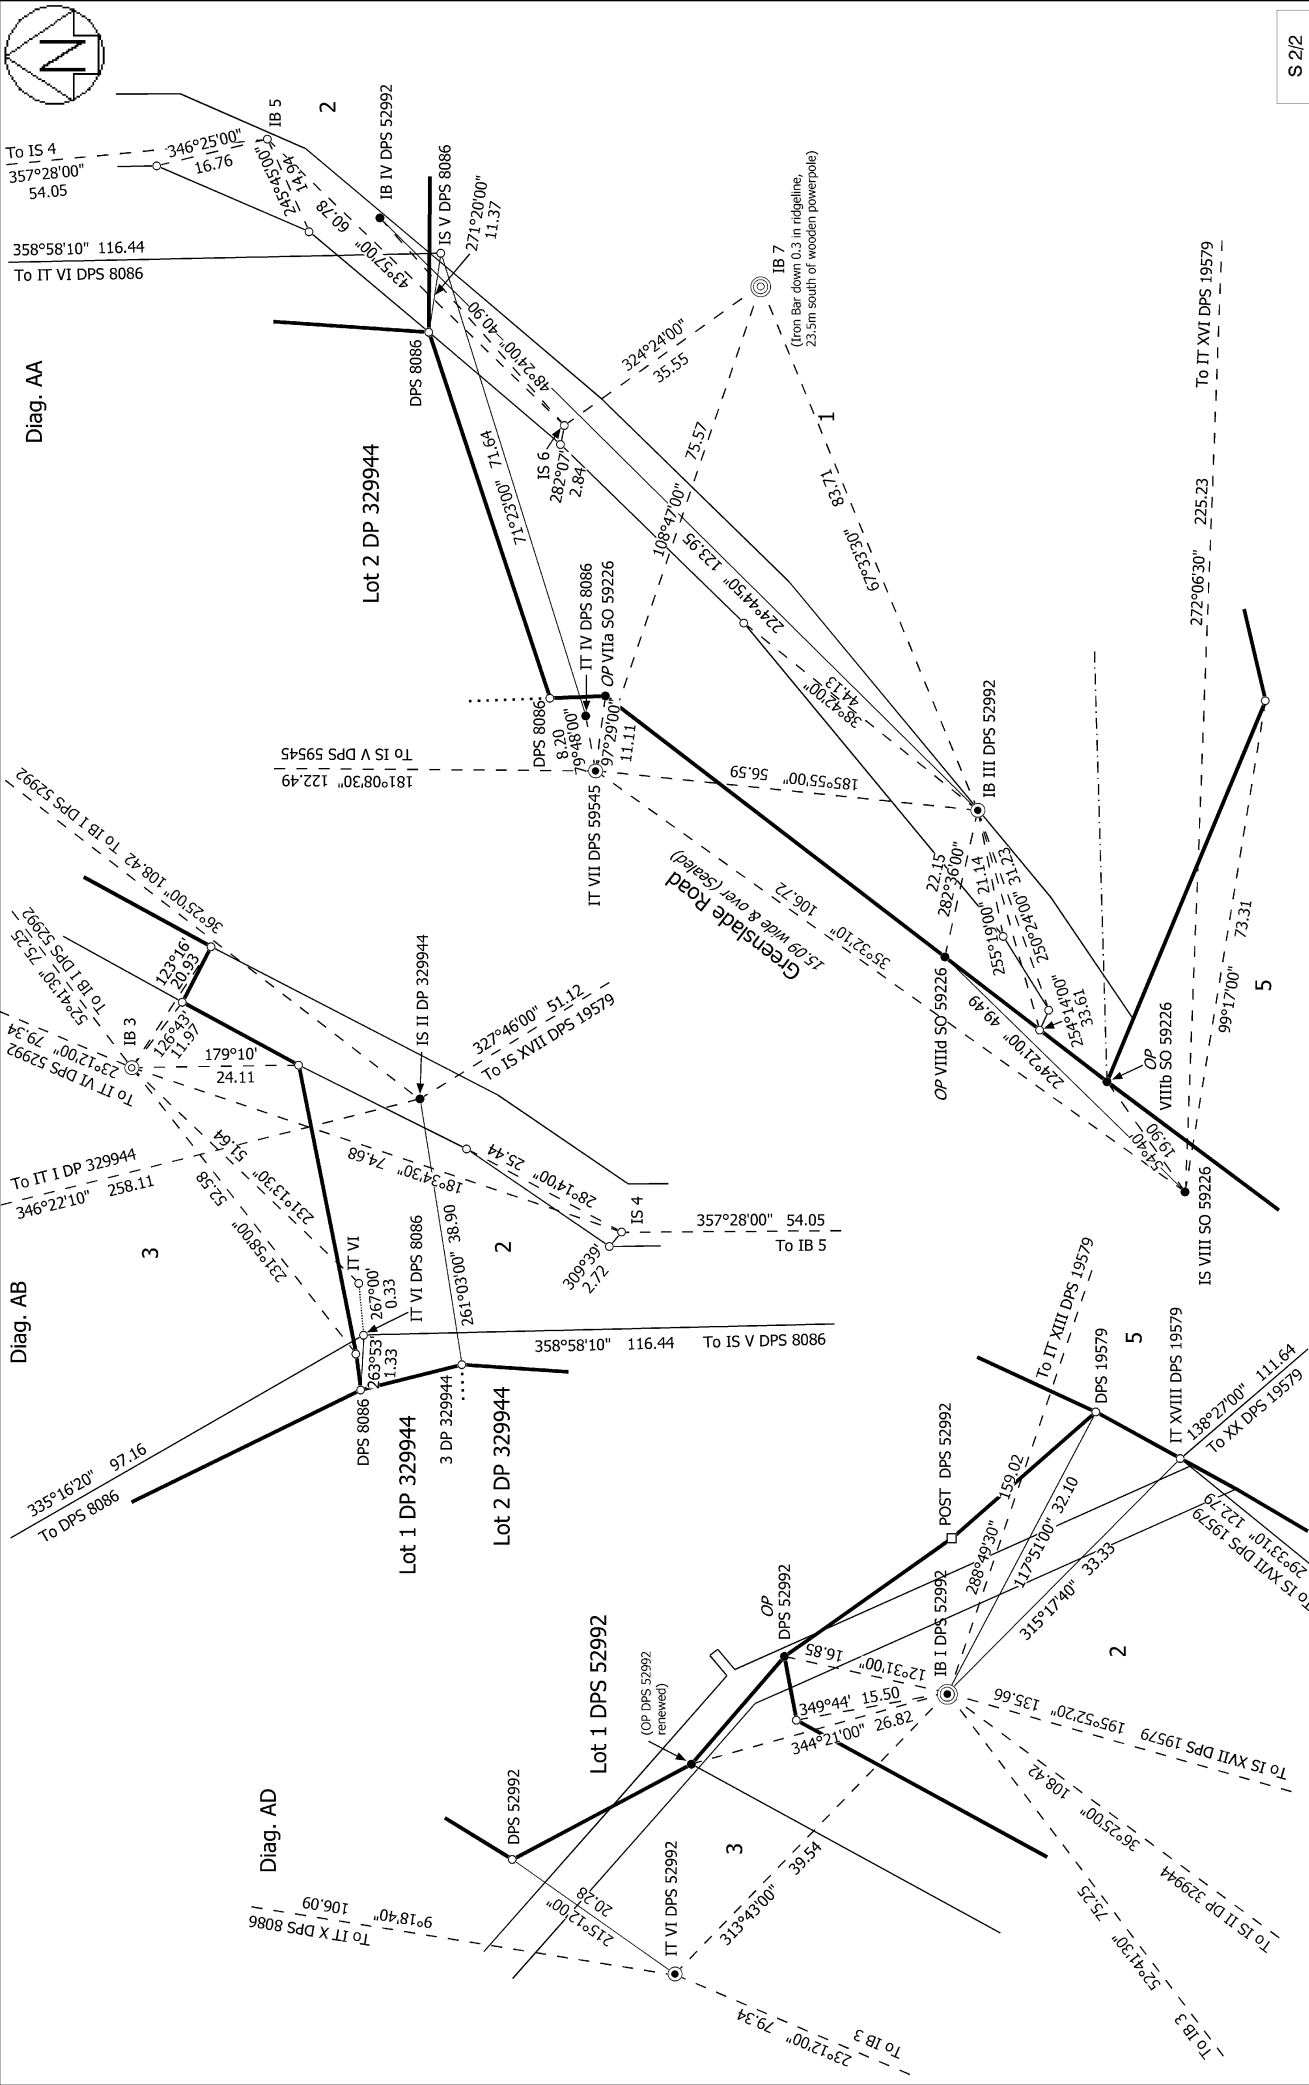 N
S 2/2
Diag. AA
To IS 4
357°28'00"
54.05
346°25'00"
16.76
IB 5
2
245°45'00"
14.94
60.78
43°57'00"
IB IV DPS 52992
358°58'10" 116.44
To IT VI DPS 8086
IS V DPS 8086
271°20'00"
11.37
DPS 8086
Lot 2 DP 329944
48°24'00" 40.90
71°23'00" 71.64
IS 6
282°07'
2.84
324°24'00"
35.55
IB 7
(Iron Bar down 0.3 in ridgeline,
23.5m south of wooden powerpole)
108°47'00" 75.57
1
67°33'30" 83.71
224°44'50" 123.95
38°42'00"
44.13
IT IV DPS 8086
OP VIIa SO 59226
DPS 8086
8.20
79°48'00"
97°29'00"
11.11
To IS V DPS 59545
181°08'30" 122.49
IT VII DPS 59545
185°55'00" 56.59
Greenslade Road
15.09 wide & over (Sealed)
35°32'10" 106.72
IB III DPS 52992
22.15
282°36'00"
255°19'00" 21.14
250°24'00" 31.23
254°14'00"
33.61
OP VIIId SO 59226
224°21'00" 49.49
OP
VIIIb SO 59226
54°40' 19.90
IS VIII SO 59226
To IT XVI DPS 19579
272°06'30" 225.23
99°17'00" 73.31
5
Diag. AB
36°25'00" 108.42 To IB I DPS 52992
To IB I DPS 52992
52°41'30" 75.25
To IT VI DPS 52992
23°12'00" 79.34
IB 3
123°16'
20.93
126°43'
11.97
179°10'
24.11
IS II DP 329944
327°46'00" 51.12
To IS XVII DPS 19579
To IT I DP 329944
346°22'10" 258.11
3
231°13'30" 51.64
231°58'00" 52.58
18°34'30" 74.68
28°14'00" 25.44
IS 4
357°28'00" 54.05
To IB 5
309°39'
2.72
2
261°03'00" 38.90
IT VI
267°00'
0.33
IT VI DPS 8086
263°53'
1.33
DPS 8086
3 DP 329944
358°58'10" 116.44 To IS V DPS 8086
Lot 1 DP 329944
Lot 2 DP 329944
335°16'20" 97.16
To DPS 8086
Diag. AD
Lot 1 DPS 52992
(OP DPS 52992
renewed)
OP
DPS 52992
POST DPS 52992
To IT XIII DPS 19579
288°49'30" 159.02
DPS 19579
5
IT XVIII DPS 19579
138°27'00" 111.64
To XX DPS 19579
117°51'00" 32.10
315°17'40" 33.33
29°33'10" 122.79
To IS XVII DPS 19579
12°31'00" 16.85
349°44' 15.50
344°21'00" 26.82
IB I DPS 52992
2
To IS XVII DPS 19579 195°52'20" 135.66
36°25'00" 108.42
To IS II DP 329944
52°41'30" 75.25
To IB 3
313°43'00" 39.54
3
DPS 52992
215°12'00" 20.28
IT VI DPS 52992
To IT X DPS 8086
9°18'40" 106.09
23°12'00" 79.34
To IB 3